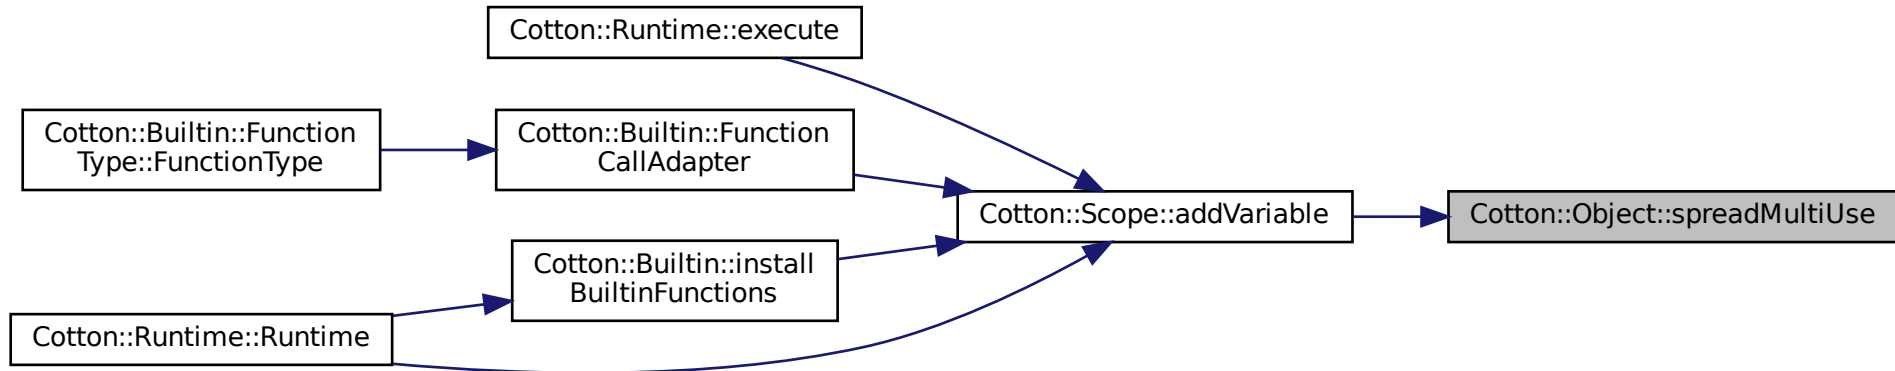 Cotton::Runtime::execute
Cotton::Builtin::Function
Type::FunctionType
Cotton::Builtin::Function
CallAdapter
Cotton::Scope::addVariable
Cotton::Object::spreadMultiUse
Cotton::Builtin::install
BuiltinFunctions
Cotton::Runtime::Runtime